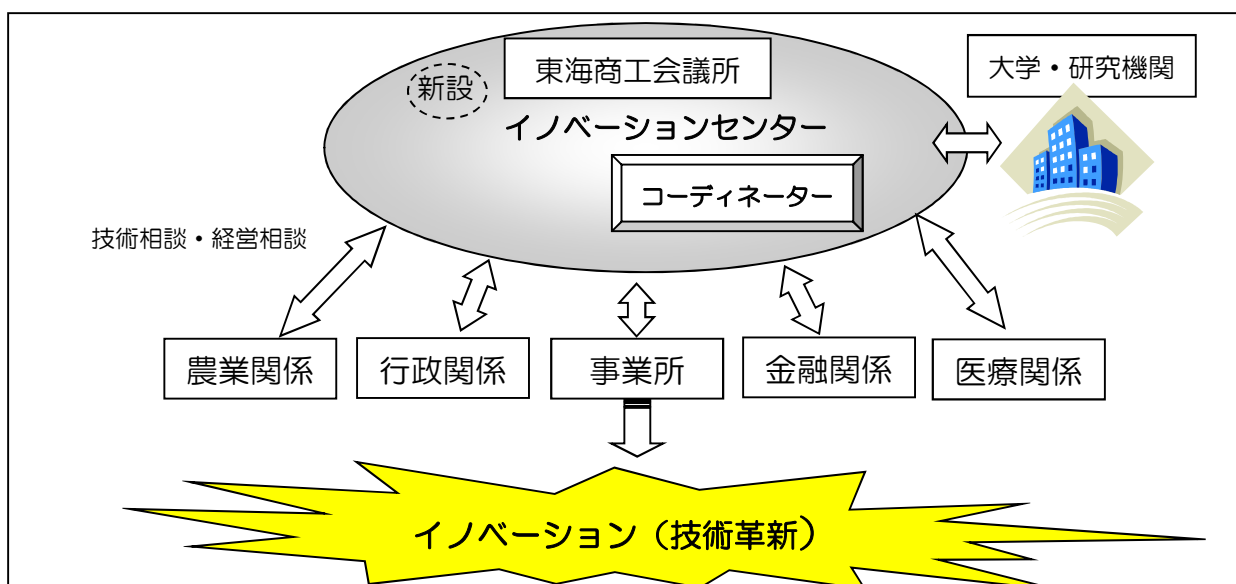 東海商工会議所
大学・研究機関
新設
イノベーションセンター
コーディネーター
技術相談・経営相談
農業関係
行政関係
事業所
金融関係
医療関係
イノベーション（技術革新）